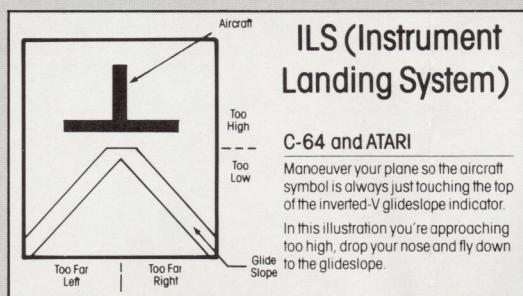 Aircraft
Too
High
Too
Low
Too Far
Left
Too Far
Right
Glide
Slope
ILS (Instrument
Landing System)
C-64 and ATARI
Manoeuver your plane so the aircraft
symbol is always just touching the top
of the inverted-V glideslope indicator.
In this illustration you're approaching
too high, drop your nose and fly down
to the glideslope.